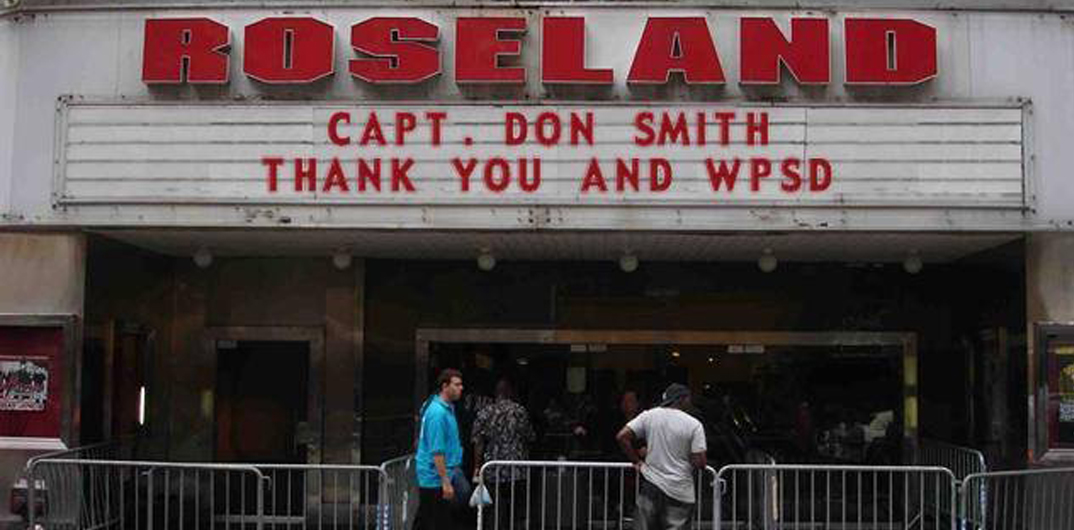 ROSELAND
CAPT. DON SMITH
THANK YOU AND WPSD